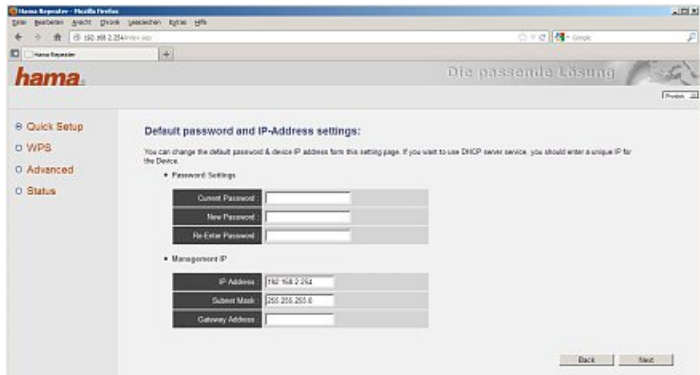 Hama Repeater - Mozilla Firefox
Datei Bearbeiten Ansicht Chronik Lesezeichen Extras Hilfe
192.168.2.254/index.asp
Google
Hama Repeater
hama
Die passende Lösung
Quick Setup
WPS
Advanced
Status
Default password and IP-Address settings:
You can change the default password & device IP address form this setting page. If you want to use DHCP server service, you should enter a unique IP for
the Device.
Password Settings
Current Password :
New Password :
Re-Enter Password :
Management IP
IP Address : 192.168.2.254
Subnet Mask : 255.255.255.0
Gateway Address :
Back Next